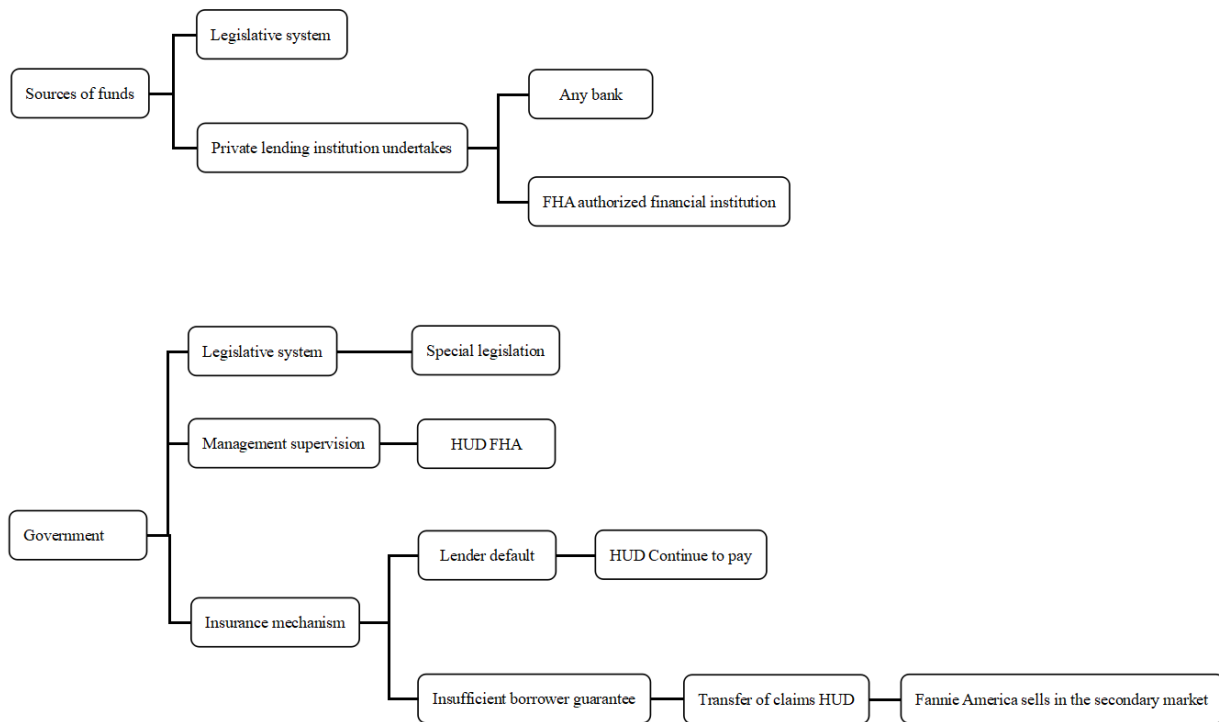 Legislative system
Sources of funds
Any bank
Private lending institution undertakes
FHA authorized financial institution
Legislative system
Special legislation
Management supervision
HUD FHA
Government
Lender default
HUD Continue to pay
Insurance mechanism
Insufficient borrower guarantee
Transfer of claims HUD
Fannie America sells in the secondary market